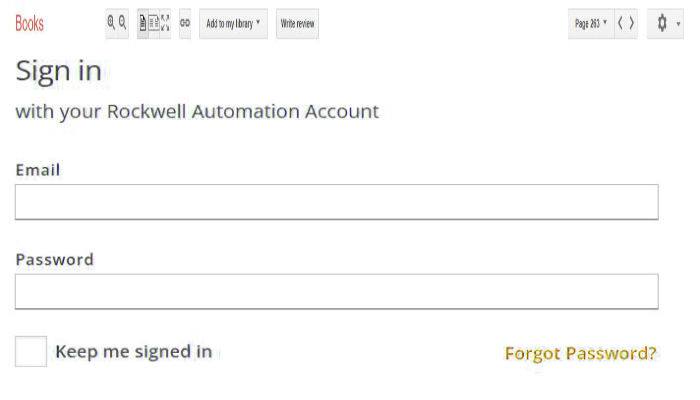 Books Add to my library Write review Page 263
Sign in
with your Rockwell Automation Account
Email
Password
Keep me signed in Forgot Password?